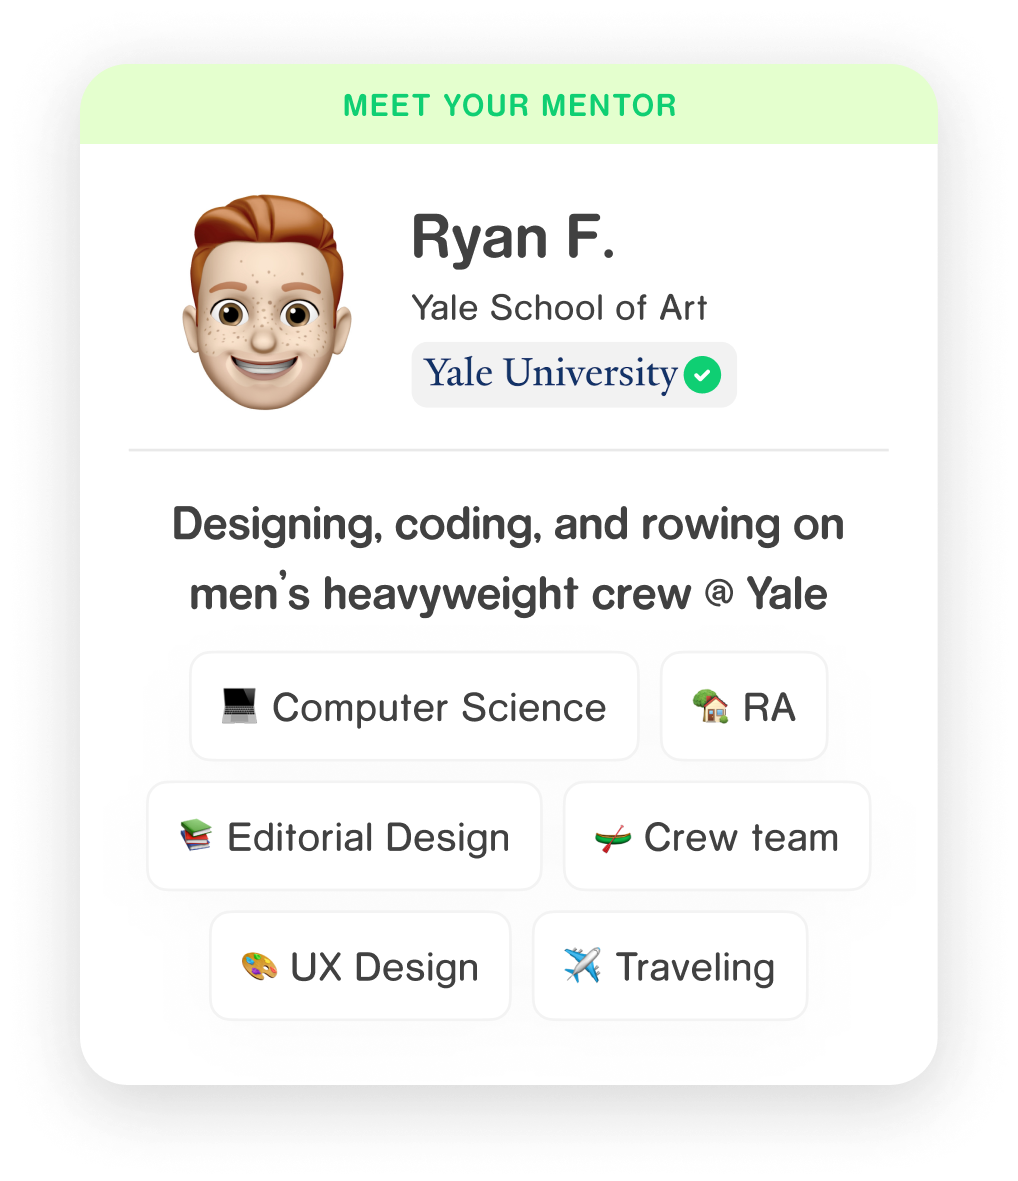 MEET YOUR MENTOR
Ryan F.
Yale School of Art
Yale University
Designing, coding, and rowing on
men’s heavyweight crew @ Yale
Computer Science
RA
Editorial Design
Crew team
UX Design
Traveling